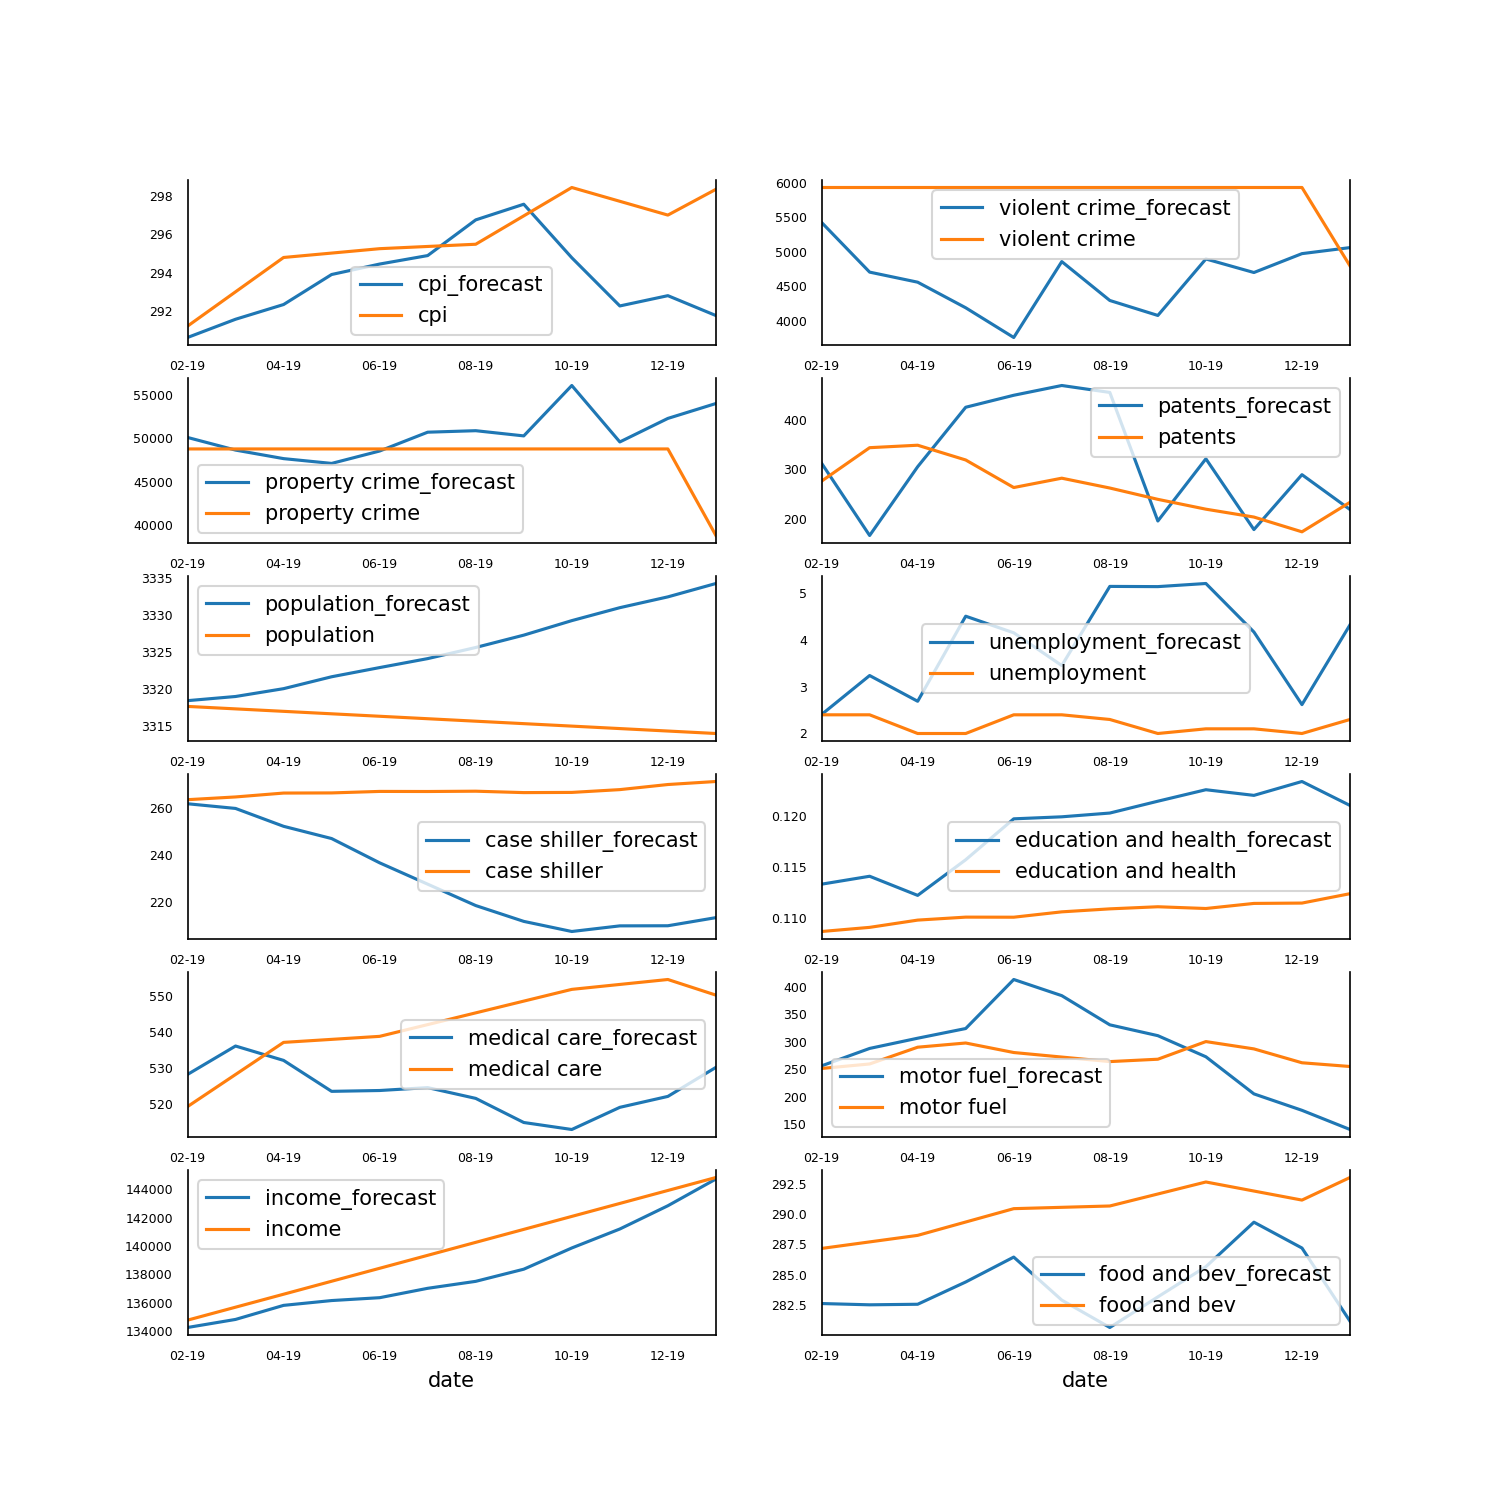 298
296
294
292
cpi_forecast
cpi
02-19 04-19 06-19 08-19 10-19 12-19
6000
5500
5000
4500
4000
violent crime_forecast
violent crime
02-19 04-19 06-19 08-19 10-19 12-19
55000
50000
45000
40000
property crime_forecast
property crime
02-19 04-19 06-19 08-19 10-19 12-19
400
300
200
patents_forecast
patents
02-19 04-19 06-19 08-19 10-19 12-19
3335
3330
3325
3320
3315
population_forecast
population
02-19 04-19 06-19 08-19 10-19 12-19
5
4
3
2
unemployment_forecast
unemployment
02-19 04-19 06-19 08-19 10-19 12-19
260
240
220
case shiller_forecast
case shiller
02-19 04-19 06-19 08-19 10-19 12-19
0.120
0.115
0.110
education and health_forecast
education and health
02-19 04-19 06-19 08-19 10-19 12-19
550
540
530
520
medical care_forecast
medical care
02-19 04-19 06-19 08-19 10-19 12-19
400
350
300
250
200
150
motor fuel_forecast
motor fuel
02-19 04-19 06-19 08-19 10-19 12-19
144000
142000
140000
138000
136000
134000
income_forecast
income
02-19 04-19 06-19 08-19 10-19 12-19
date
292.5
290.0
287.5
285.0
282.5
food and bev_forecast
food and bev
02-19 04-19 06-19 08-19 10-19 12-19
date